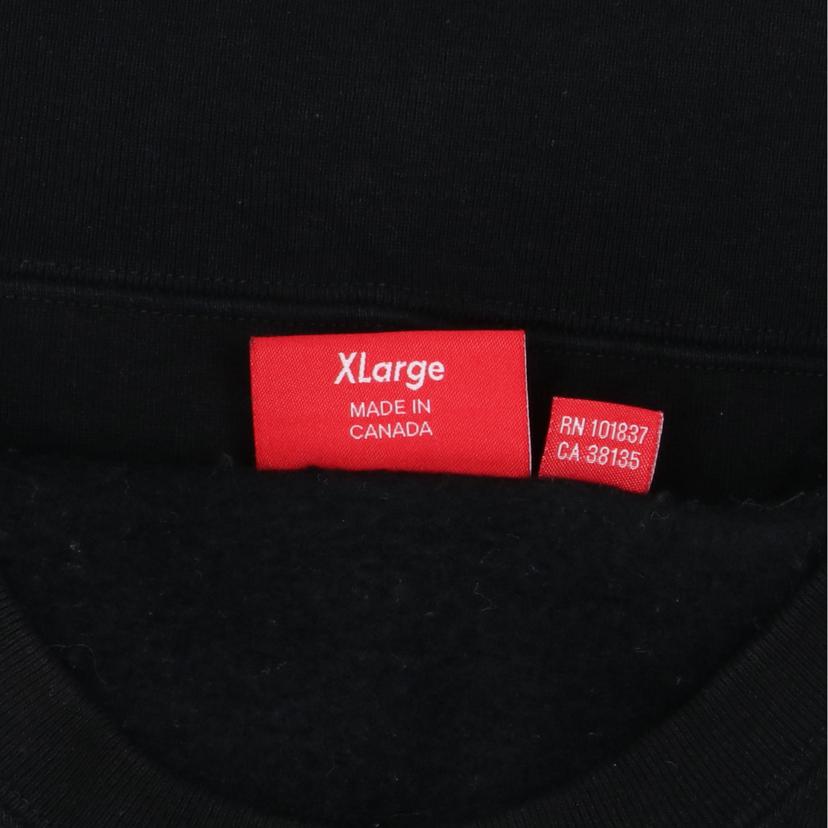 XLarge
MADE IN
CANADA
RN 101837
CA 38135